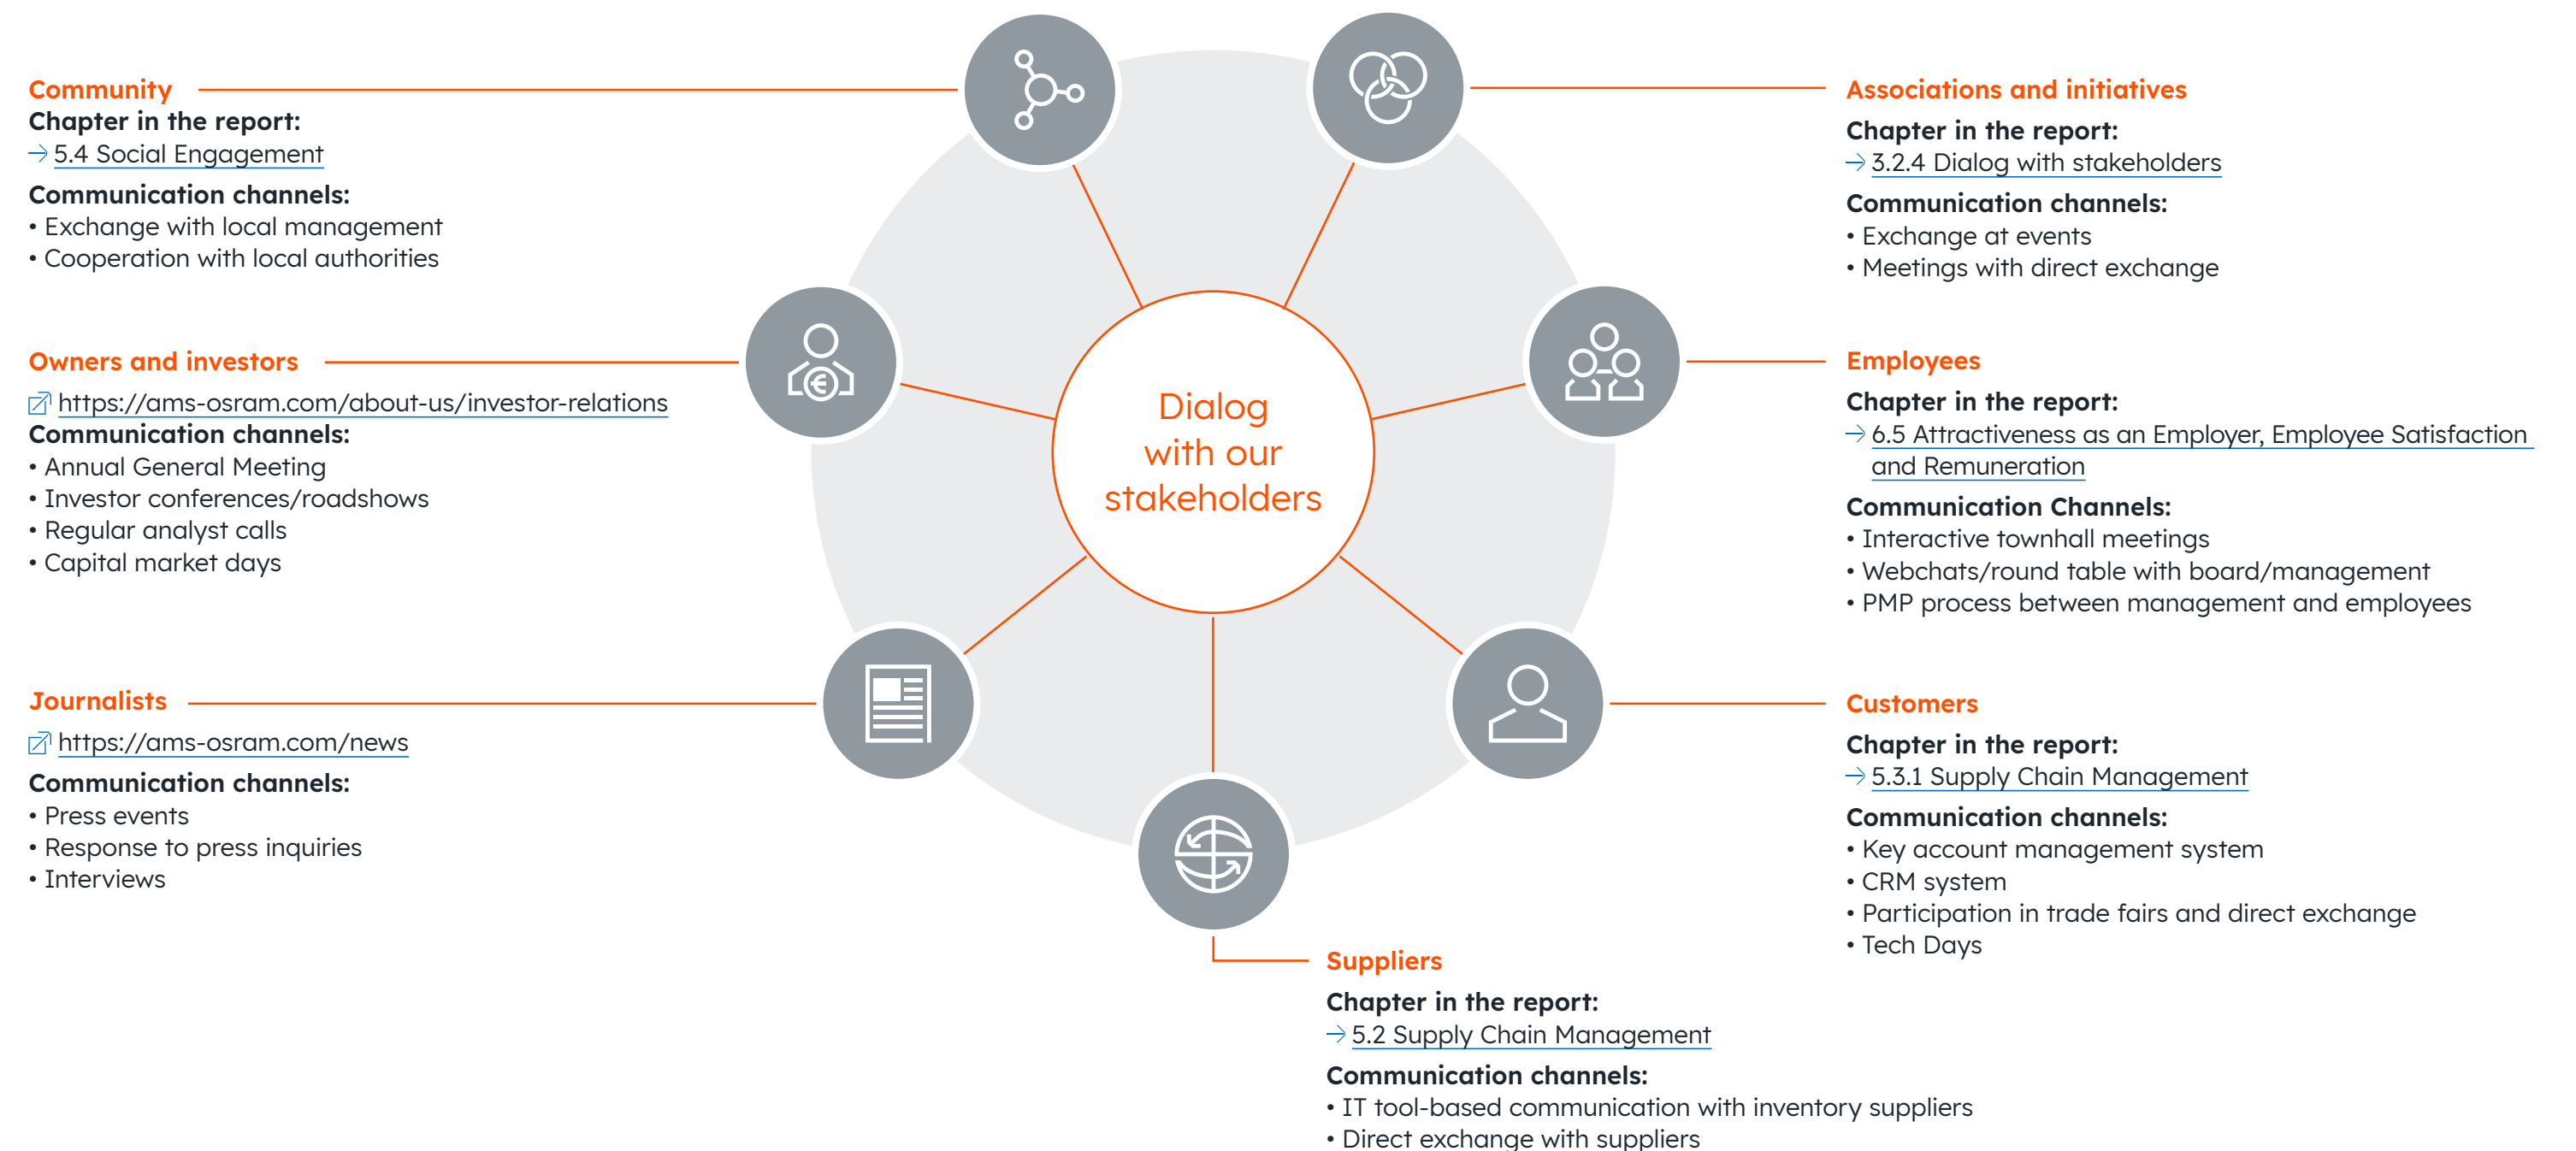 Community
Chapter in the report:
→ 5.4 Social Engagement
Communication channels:
• Exchange with local management
• Cooperation with local authorities
Owners and investors
https://ams-osram.com/about-us/investor-relations
Communication channels:
• Annual General Meeting
• Investor conferences/roadshows
• Regular analyst calls
• Capital market days
Journalists
https://ams-osram.com/news
Communication channels:
• Press events
• Response to press inquiries
• Interviews
Dialog
with our
stakeholders
Associations and initiatives
Chapter in the report:
→ 3.2.4 Dialog with stakeholders
Communication channels:
• Exchange at events
• Meetings with direct exchange
Employees
Chapter in the report:
→ 6.5 Attractiveness as an Employer, Employee Satisfaction
and Remuneration
Communication Channels:
• Interactive townhall meetings
• Webchats/round table with board/management
• PMP process between management and employees
Customers
Chapter in the report:
→ 5.3.1 Supply Chain Management
Communication channels:
• Key account management system
• CRM system
• Participation in trade fairs and direct exchange
• Tech Days
Suppliers
Chapter in the report:
→ 5.2 Supply Chain Management
Communication channels:
• IT tool-based communication with inventory suppliers
• Direct exchange with suppliers